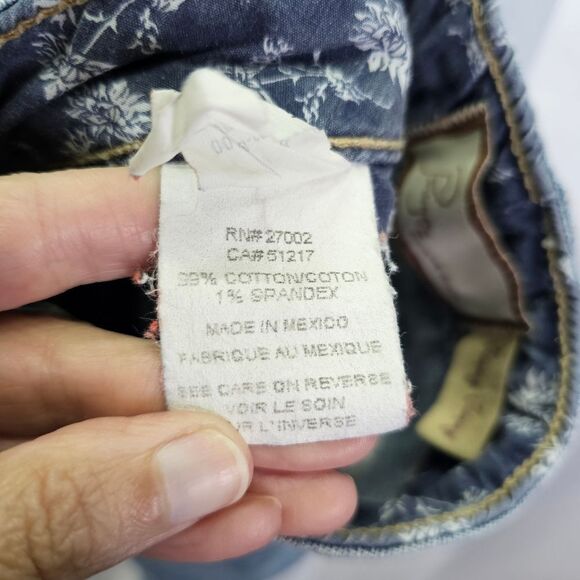 RN# 27002
CA# 51217
99% COTTON/COTON
1% SPANDEX
MADE IN MEXICO
FABRIQUE AU MEXIQUE
SEE CARE ON REVERSE
VOIR LE SOIN
SUR L'INVERSE